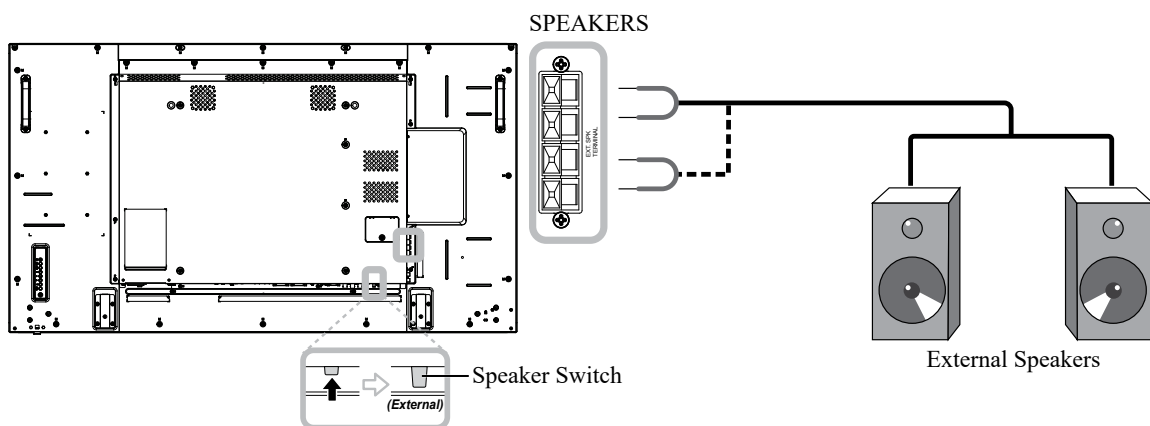 SPEAKERS
EXT. SPK
TERMINAL
External Speakers
Speaker Switch
(External)